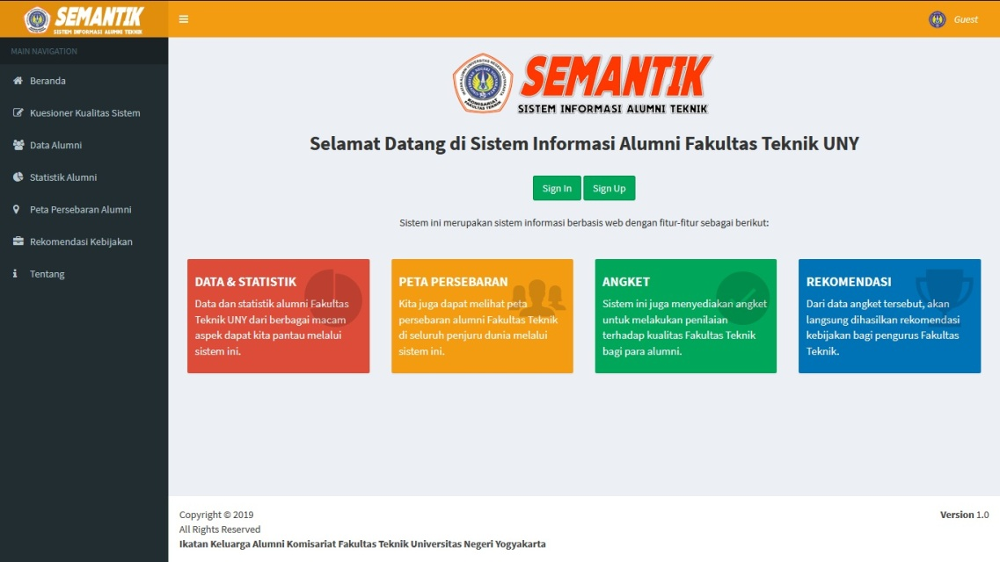 SEMANTIK
SISTEM INFORMASI ALUMNI TEKNIK
Guest
MAIN NAVIGATION
Beranda
Kuesioner Kualitas Sistem
Data Alumni
Statistik Alumni
Peta Persebaran Alumni
Rekomendasi Kebijakan
Tentang
SEMANTIK
SISTEM INFORMASI ALUMNI TEKNIK
KOMISARIAT
FAKULTAS TEKNIK
Selamat Datang di Sistem Informasi Alumni Fakultas Teknik UNY
Sign In
Sign Up
Sistem ini merupakan sistem informasi berbasis web dengan fitur-fitur sebagai berikut:
DATA & STATISTIK
Data dan statistik alumni Fakultas
Teknik UNY dari berbagai macam
aspek dapat kita pantau melalui
sistem ini.
PETA PERSEBARAN
Kita juga dapat melihat peta
persebaran alumni Fakultas Teknik
di seluruh penjuru dunia melalui
sistem ini.
ANGKET
Sistem ini juga menyediakan angket
untuk melakukan penilaian
terhadap kualitas Fakultas Teknik
bagi para alumni.
REKOMENDASI
Dari data angket tersebut, akan
langsung dihasilkan rekomendasi
kebijakan bagi pengurus Fakultas
Teknik.
Copyright © 2019
All Rights Reserved
Ikatan Keluarga Alumni Komisariat Fakultas Teknik Universitas Negeri Yogyakarta
Version 1.0